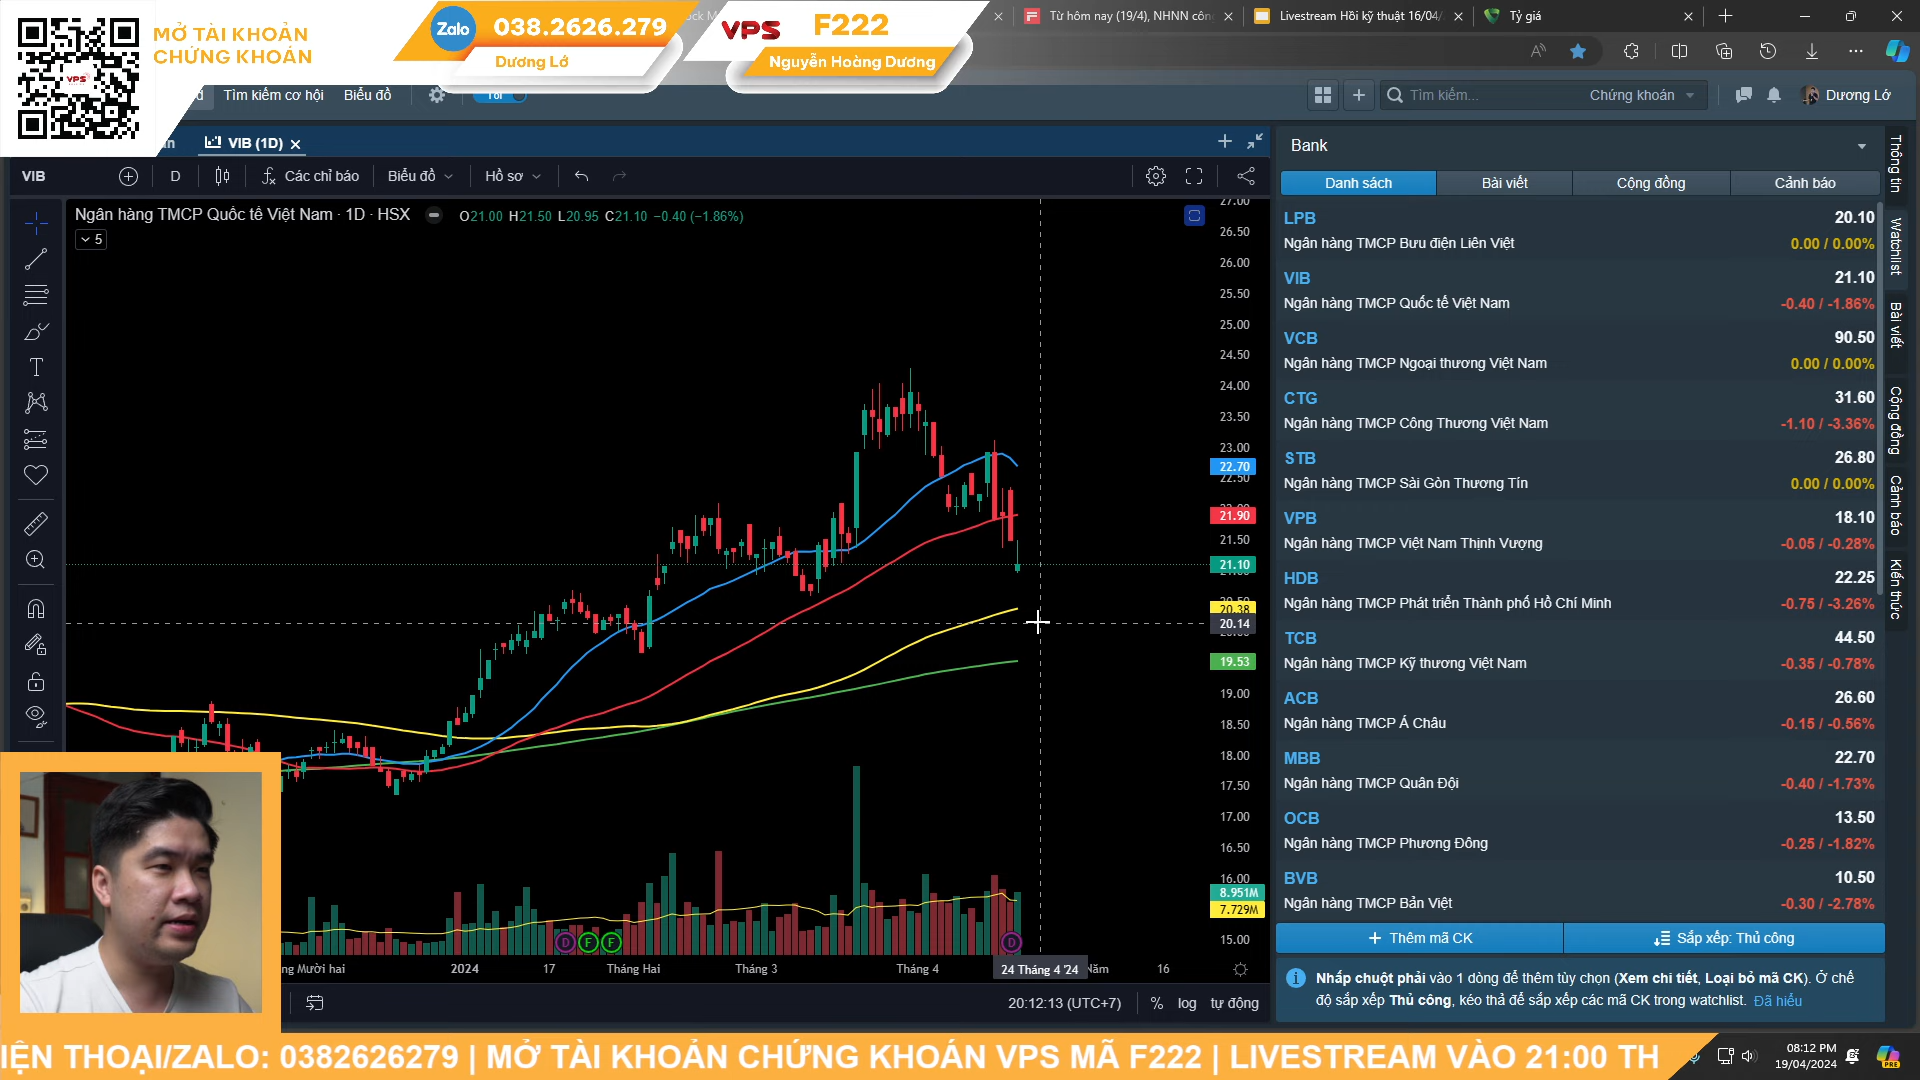 MỞ TÀI KHOẢN
CHỨNG KHOÁN
VPS
Zalo 038.2626.279
Dương Lớ
VPS F222
Nguyễn Hoàng Dương
Từ hôm nay (19/4), NHNN côn
Livestream Hồi kỹ thuật 16/04/
Tỷ giá
Tìm kiếm cơ hội
Biểu đồ
Tối
Tìm kiếm...
Chứng khoán
Dương Lớ
VIB (1D)
VIB
D
Các chỉ báo
Biểu đồ
Hồ sơ
Ngân hàng TMCP Quốc tế Việt Nam · 1D · HSX
O21.00 H21.50 L20.95 C21.10 −0.40 (−1.86%)
5
27.00
26.50
26.00
25.50
25.00
24.50
24.00
23.50
23.00
22.70
22.50
21.90
21.50
21.10
20.38
20.14
19.53
19.00
18.50
18.00
17.50
17.00
16.50
16.00
8.951M
7.729M
15.00
D F F D
ng Mười hai
2024
17
Tháng Hai
Tháng 3
Tháng 4
24 Tháng 4 '24
Năm
16
20:12:13 (UTC+7)
%
log
tự động
Bank
Danh sách
Bài viết
Cộng đồng
Cảnh báo
LPB 20.10
Ngân hàng TMCP Bưu điện Liên Việt 0.00 / 0.00%
VIB 21.10
Ngân hàng TMCP Quốc tế Việt Nam -0.40 / -1.86%
VCB 90.50
Ngân hàng TMCP Ngoại thương Việt Nam 0.00 / 0.00%
CTG 31.60
Ngân hàng TMCP Công Thương Việt Nam -1.10 / -3.36%
STB 26.80
Ngân hàng TMCP Sài Gòn Thương Tín 0.00 / 0.00%
VPB 18.10
Ngân hàng TMCP Việt Nam Thịnh Vượng -0.05 / -0.28%
HDB 22.25
Ngân hàng TMCP Phát triển Thành phố Hồ Chí Minh -0.75 / -3.26%
TCB 44.50
Ngân hàng TMCP Kỹ thương Việt Nam -0.35 / -0.78%
ACB 26.60
Ngân hàng TMCP Á Châu -0.15 / -0.56%
MBB 22.70
Ngân hàng TMCP Quân Đội -0.40 / -1.73%
OCB 13.50
Ngân hàng TMCP Phương Đông -0.25 / -1.82%
BVB 10.50
Ngân hàng TMCP Bản Việt -0.30 / -2.78%
Thêm mã CK
Sắp xếp: Thủ công
Nhấp chuột phải vào 1 dòng để thêm tùy chọn (Xem chi tiết, Loại bỏ mã CK). Ở chế
độ sắp xếp Thủ công, kéo thả để sắp xếp các mã CK trong watchlist. Đã hiểu
Thông tin
Watchlist
Bài viết
Cộng đồng
Cảnh báo
Kiến thức
IỆN THOẠI/ZALO: 0382626279 | MỞ TÀI KHOẢN CHỨNG KHOÁN VPS MÃ F222 | LIVESTREAM VÀO 21:00 TH
08:12 PM
19/04/2024
PRE